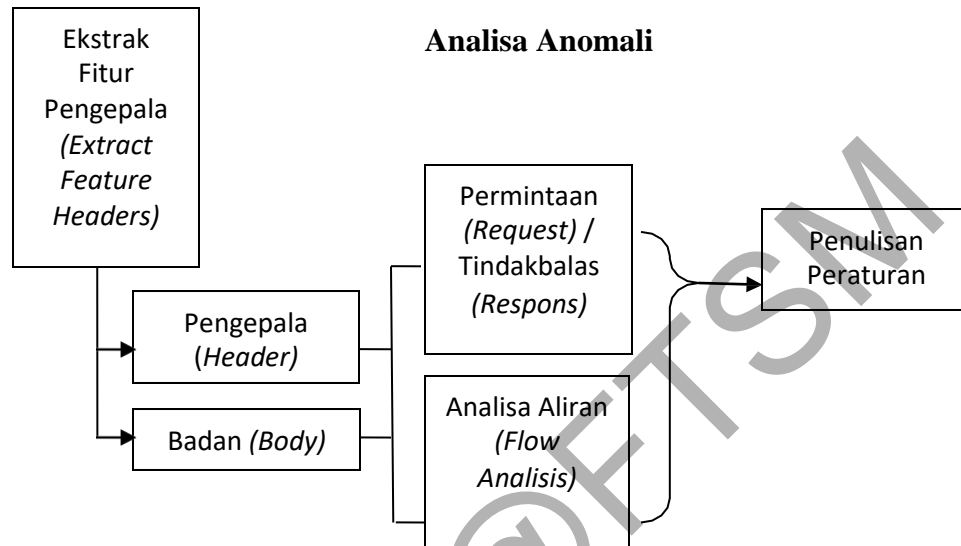 Analisa Anomali
Ekstrak
Fitur
Pengepala
(Extract
Feature
Headers)
Pengepala
(Header)
Badan (Body)
Permintaan
(Request) /
Tindakbalas
(Respons)
Analisa Aliran
(Flow
Analisis)
Penulisan
Peraturan
@FTSM